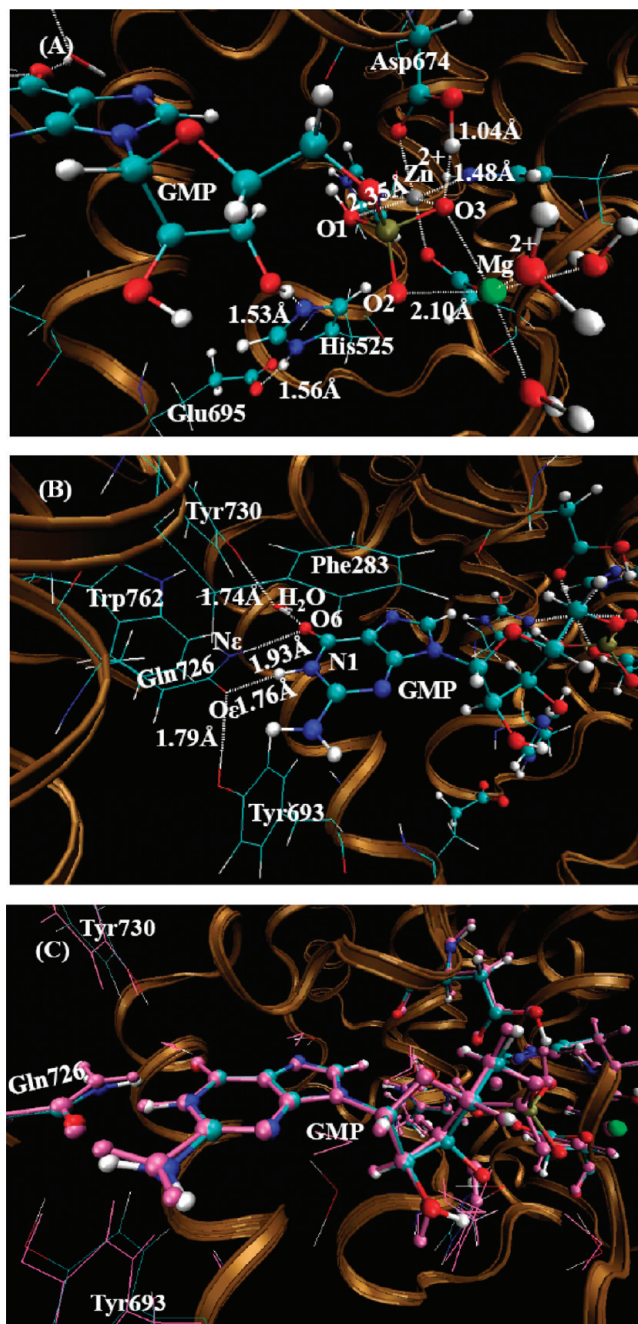 (A)
Asp674
1.04Å
2+
Zn
1.48Å
GMP
2.35Å
O1
O3
2+
Mg
O2
2.10Å
1.53Å
His525
1.56Å
Glu695
(B)
Tyr730
Phe283
Trp762
1.74Å
H2O
O6
Nε
Gln726
1.93Å
N1
Oε
1.76Å
GMP
1.79Å
Tyr693
(C)
Tyr730
Gln726
GMP
Tyr693